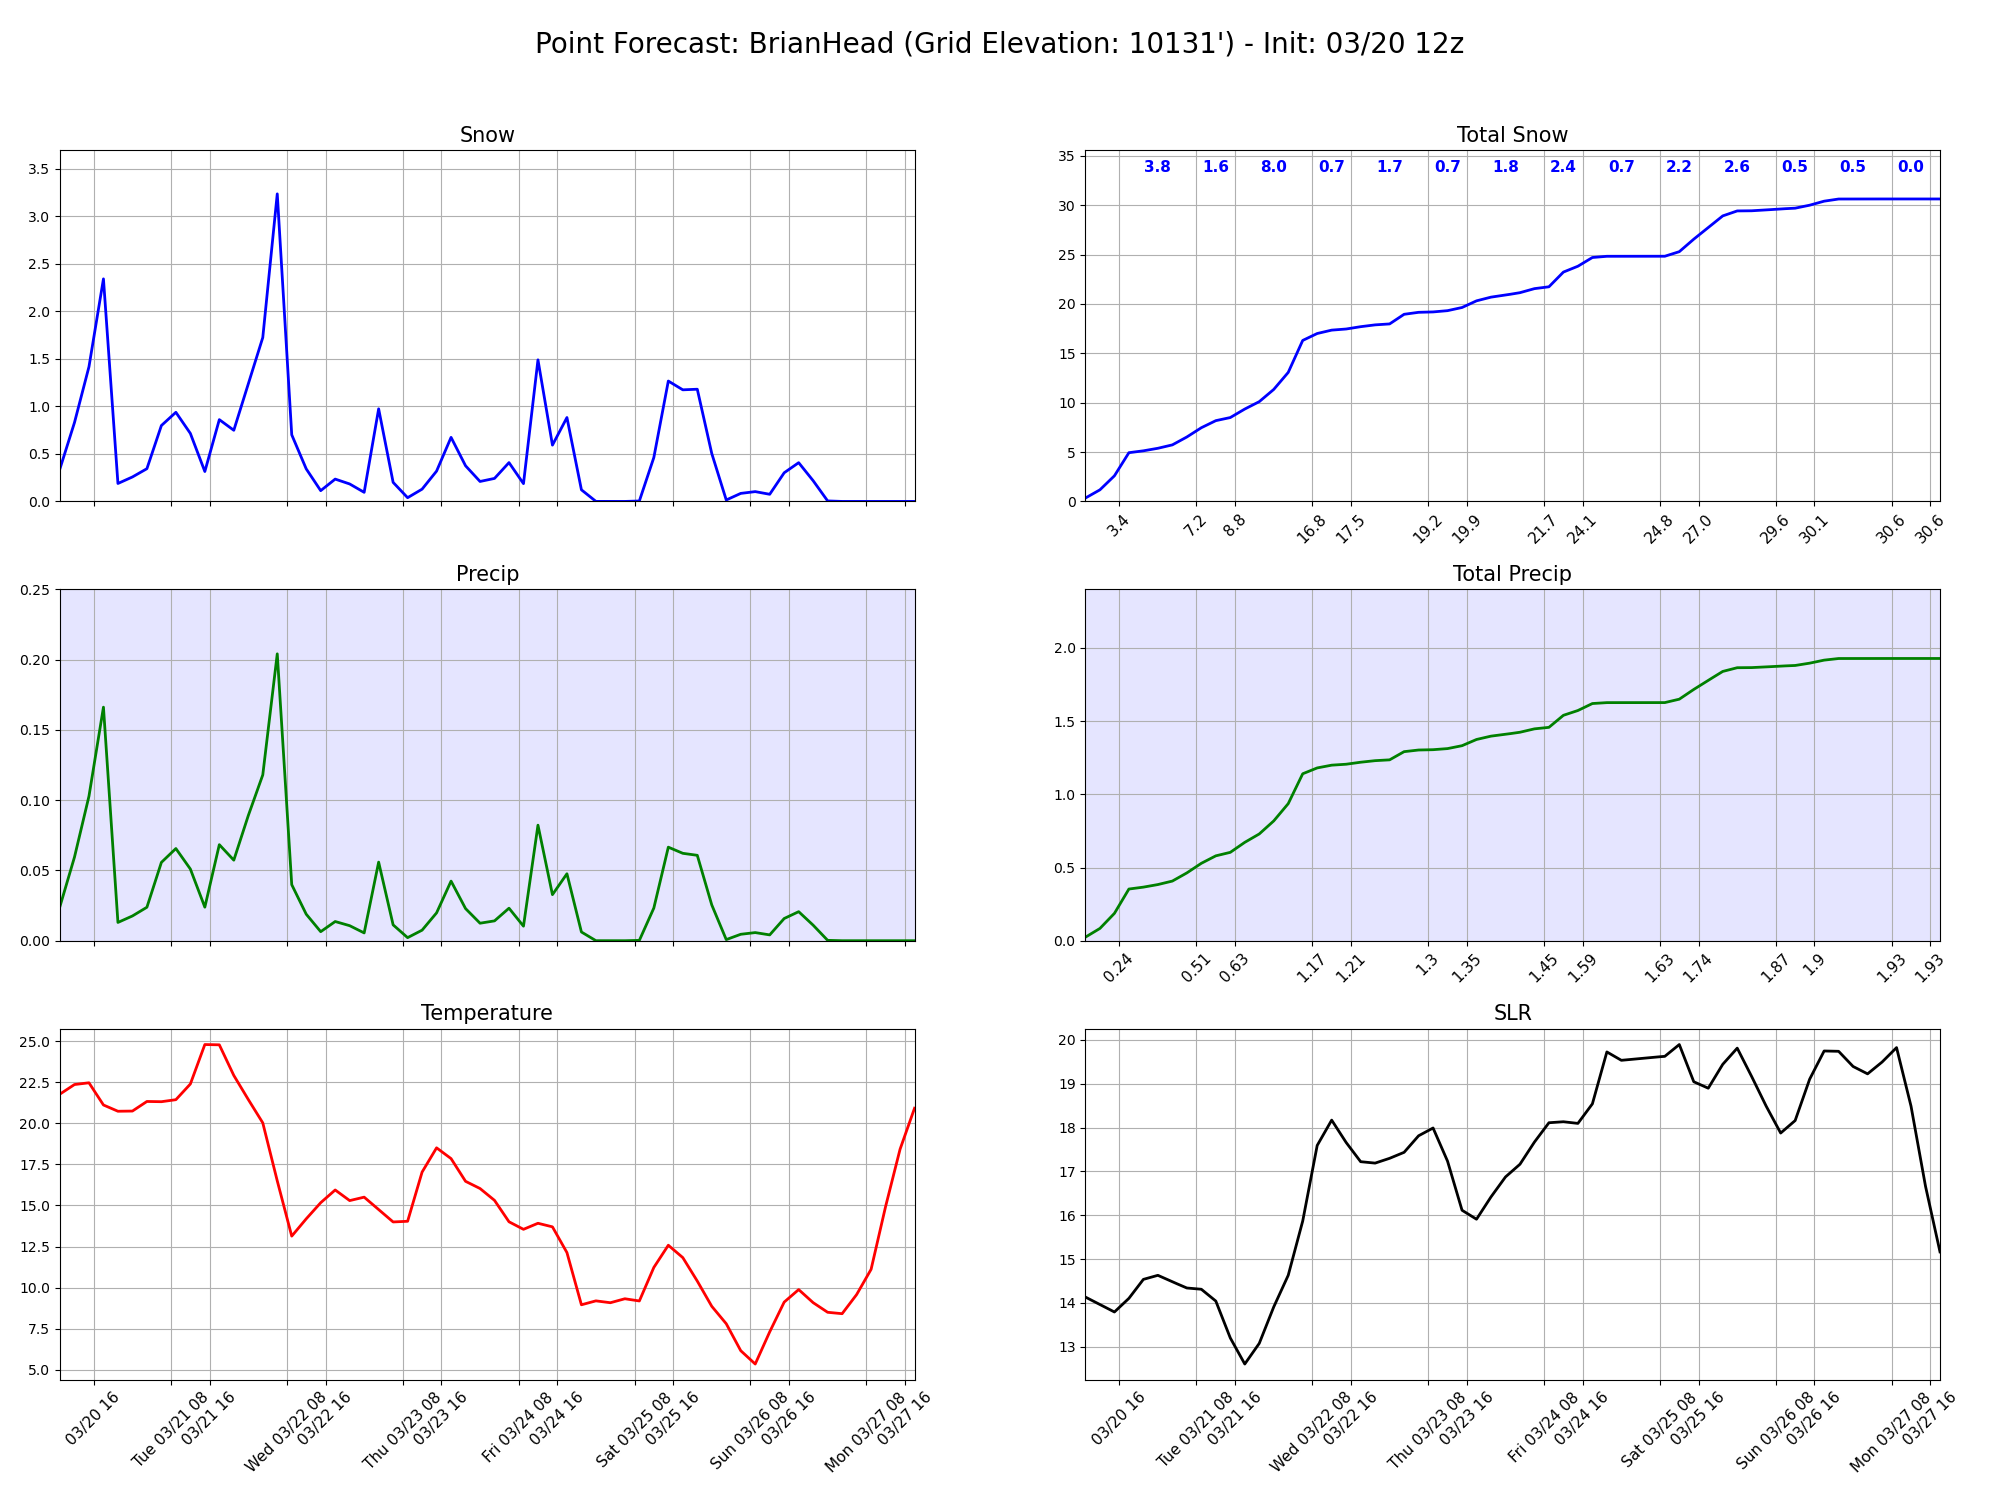 Point Forecast: BrianHead (Grid Elevation: 10131') - Init: 03/20 12z
Snow
3.5
3.0
2.5
2.0
1.5
1.0
0.5
0.0
Total Snow
3.8 1.6 8.0 0.7 1.7 0.7 1.8 2.4 0.7 2.2 2.6 0.5 0.5 0.0
35
30
25
20
15
10
5
0
3.4 7.2 8.8 16.8 17.5 19.2 19.9 21.7 24.1 24.8 27.0 29.6 30.1 30.6 30.6
Precip
0.25
0.20
0.15
0.10
0.05
0.00
Total Precip
2.0
1.5
1.0
0.5
0.0
0.24 0.51 0.63 1.17 1.21 1.3 1.35 1.45 1.59 1.63 1.74 1.87 1.9 1.93 1.93
Temperature
25.0
22.5
20.0
17.5
15.0
12.5
10.0
7.5
5.0
03/20 16
Tue 03/21 08
03/21 16
Wed 03/22 08
03/22 16
Thu 03/23 08
03/23 16
Fri 03/24 08
03/24 16
Sat 03/25 08
03/25 16
Sun 03/26 08
03/26 16
Mon 03/27 08
03/27 16
SLR
20
19
18
17
16
15
14
13
03/20 16
Tue 03/21 08
03/21 16
Wed 03/22 08
03/22 16
Thu 03/23 08
03/23 16
Fri 03/24 08
03/24 16
Sat 03/25 08
03/25 16
Sun 03/26 08
03/26 16
Mon 03/27 08
03/27 16